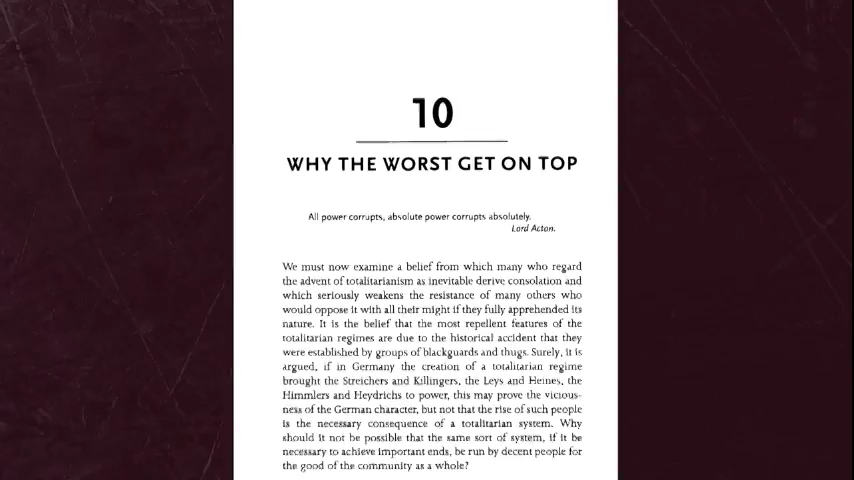 10
WHY THE WORST GET ON TOP
All power corrupts, absolute power corrupts absolutely.
Lord Acton.
We must now examine a belief from which many who regard
the advent of totalitarianism as inevitable derive consolation and
which seriously weakens the resistance of many others who
would oppose it with all their might if they fully apprehended its
nature. It is the belief that the most repellent features of the
totalitarian regimes are due to the historical accident that they
were established by groups of blackguards and thugs. Surely, it is
argued, if in Germany the creation of a totalitarian regime
brought the Streichers and Killingers, the Leys and Heines, the
Himmlers and Heydrichs to power, this may prove the vicious-
ness of the German character, but not that the rise of such people
is the necessary consequence of a totalitarian system. Why
should it not be possible that the same sort of system, if it be
necessary to achieve important ends, be run by decent people for
the good of the community as a whole?